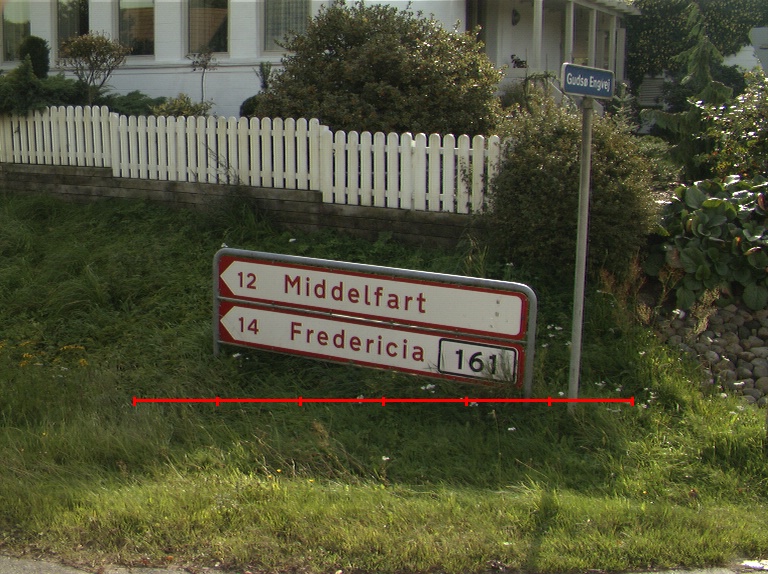 Gudsø Engvej
12 Middelfart
14 Fredericia 161